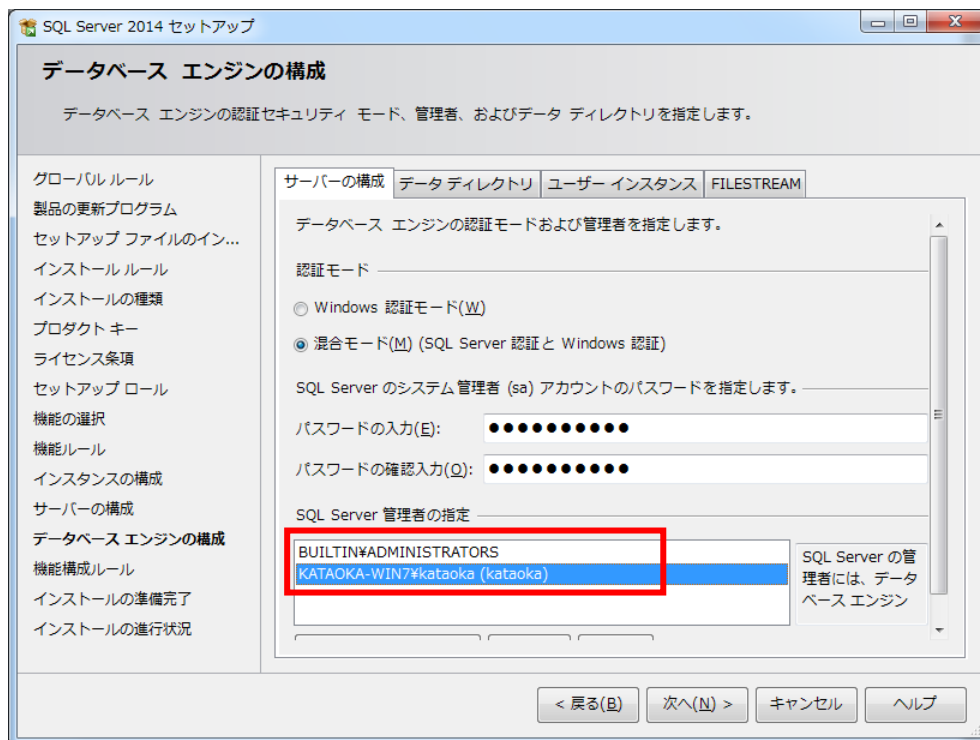 SQL Server 2014 セットアップ
データベース エンジンの構成
データベース エンジンの認証セキュリティ モード、管理者、およびデータ ディレクトリを指定します。
グローバル ルール
製品の更新プログラム
セットアップ ファイルのイン...
インストール ルール
インストールの種類
プロダクト キー
ライセンス条項
セットアップ ロール
機能の選択
機能ルール
インスタンスの構成
サーバーの構成
データベース エンジンの構成
機能構成ルール
インストールの準備完了
インストールの進行状況
サーバーの構成 データ ディレクトリ ユーザー インスタンス FILESTREAM
データベース エンジンの認証モードおよび管理者を指定します。
認証モード
Windows 認証モード(W)
混合モード(M) (SQL Server 認証と Windows 認証)
SQL Server のシステム管理者 (sa) アカウントのパスワードを指定します。
パスワードの入力(E): ●●●●●●●●●●
パスワードの確認入力(O): ●●●●●●●●●●
SQL Server 管理者の指定
BUILTIN¥ADMINISTRATORS
KATAOKA-WIN7¥kataoka (kataoka)
SQL Server の管
理者には、データ
ベース エンジン
< 戻る(B) 次へ(N) > キャンセル ヘルプ